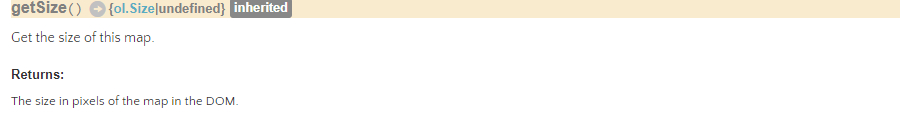 getSize() → {ol.Size|undefined} inherited
Get the size of this map.
Returns:
The size in pixels of the map in the DOM.